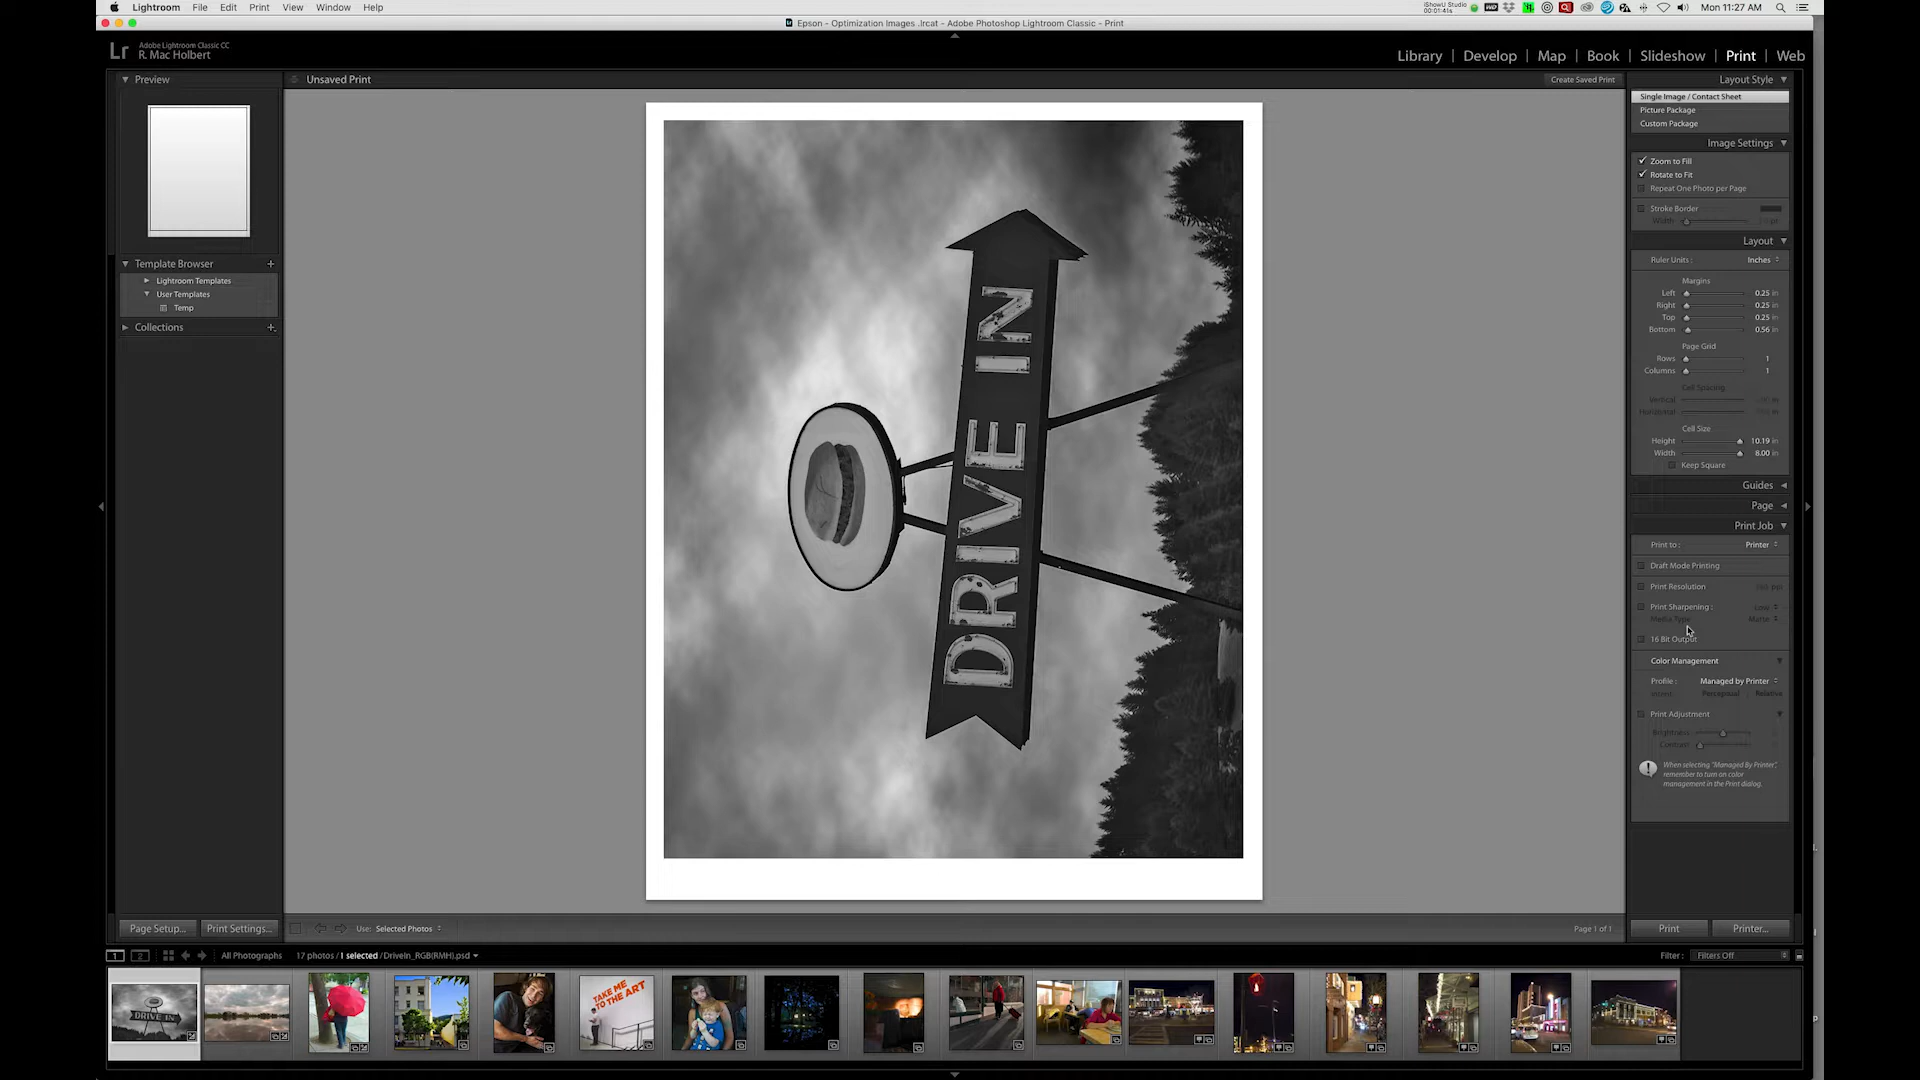 Lightroom File Edit Print View Window Help
iShowU Studio
00:01:41s
Mon 11:27 AM
Epson - Optimization Images .lrcat - Adobe Photoshop Lightroom Classic - Print
Lr
Adobe Lightroom Classic CC
R. Mac Holbert
Library | Develop | Map | Book | Slideshow | Print | Web
Preview
Unsaved Print
Create Saved Print
Layout Style
Single Image / Contact Sheet
Picture Package
Custom Package
Image Settings
Zoom to Fill
Rotate to Fit
Repeat One Photo per Page
Stroke Border
Width
Template Browser
Lightroom Templates
User Templates
Temp
Collections
DRIVE IN
Layout
Ruler Units : Inches
Margins
Left 0.25 in
Right 0.25 in
Top 0.25 in
Bottom 0.56 in
Page Grid
Rows 1
Columns 1
Cell Spacing
Vertical
Horizontal
Cell Size
Height 10.19 in
Width 8.00 in
Keep Square
Guides
Page
Print Job
Print to : Printer
Draft Mode Printing
Print Resolution
Print Sharpening : Low
Media Type Matte
16 Bit Output
Color Management
Profile : Managed by Printer
Intent: Perceptual Relative
Print Adjustment
Brightness
Contrast
When selecting "Managed By Printer",
remember to turn on color
management in the Print dialog.
Page Setup... Print Settings...
Use: Selected Photos
Page 1 of 1
Print Printer...
1 2 All Photographs 17 photos / 1 selected / DriveIn_RGB(RMH).psd
Filter : Filters Off
DRIVE IN
TAKE ME
TO THE ART